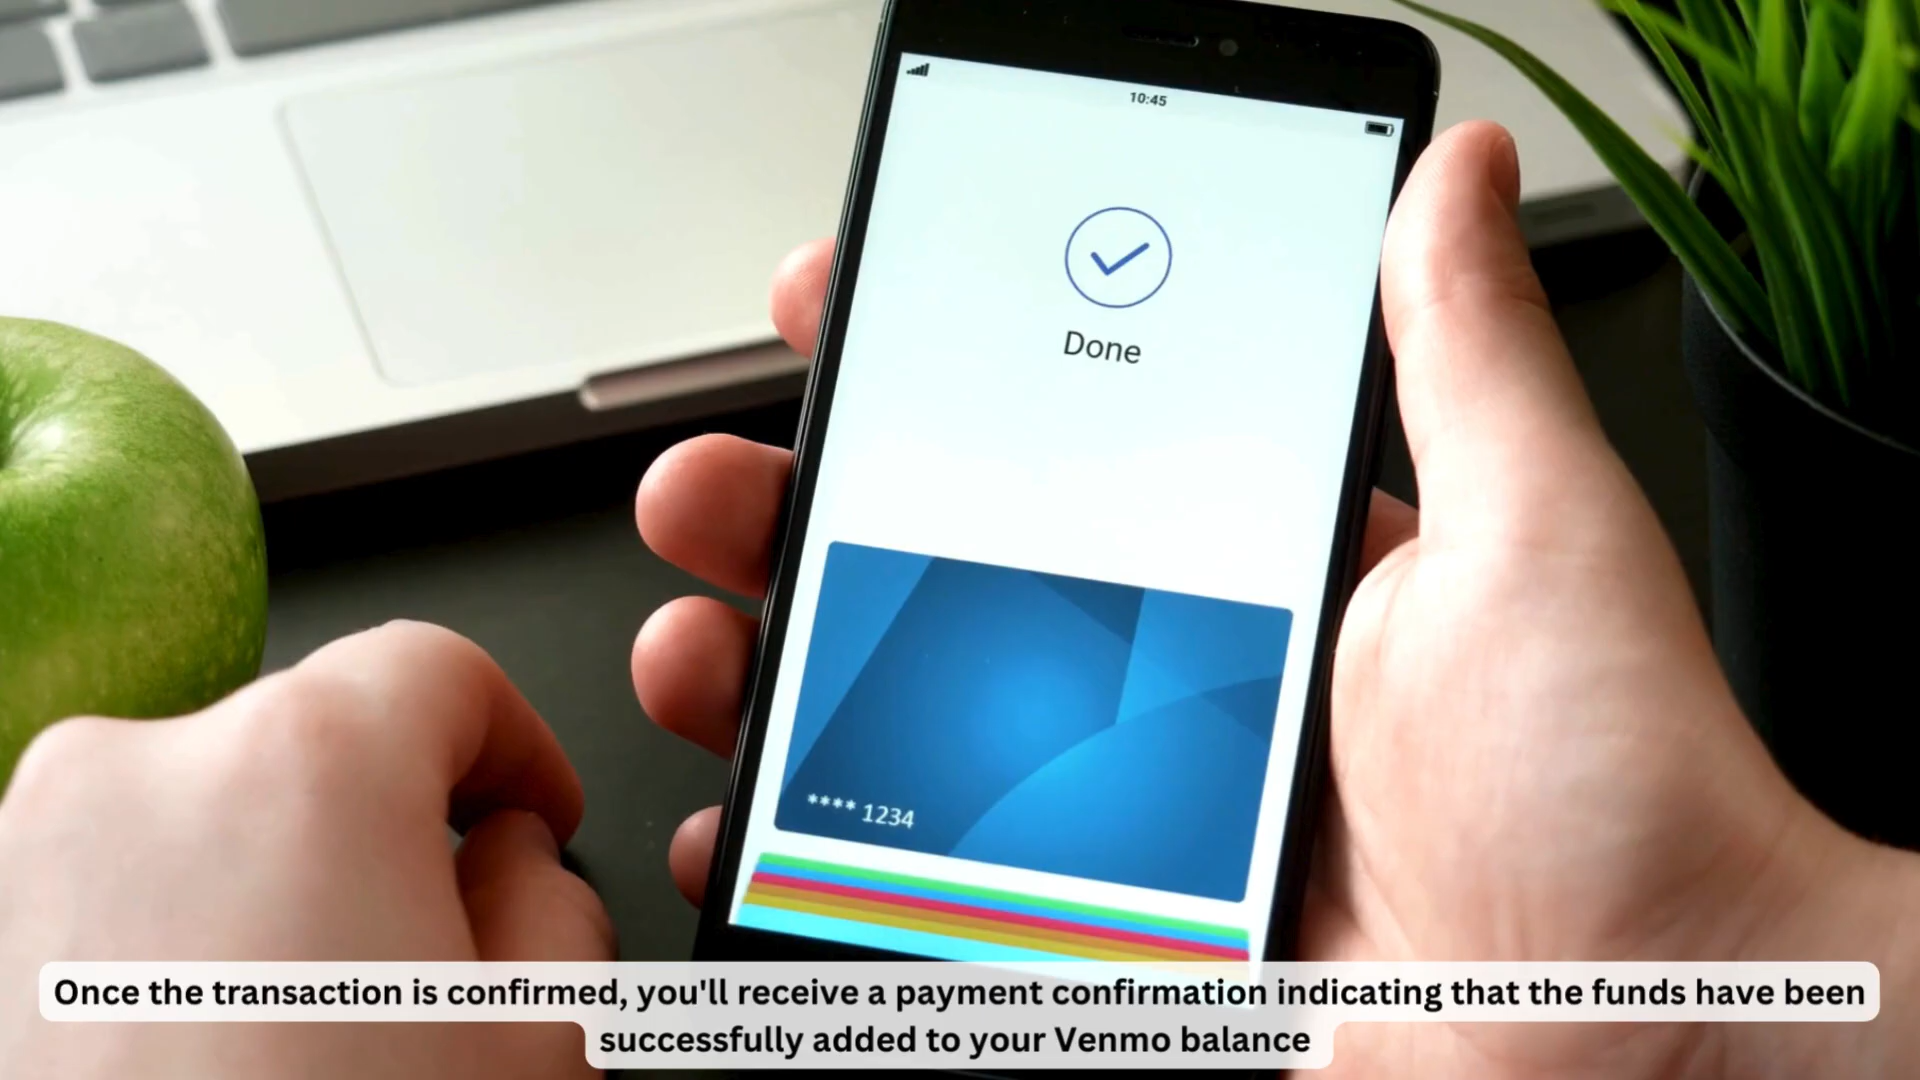 10:45
Done
**** 1234
Once the transaction is confirmed, you'll receive a payment confirmation indicating that the funds have been
successfully added to your Venmo balance